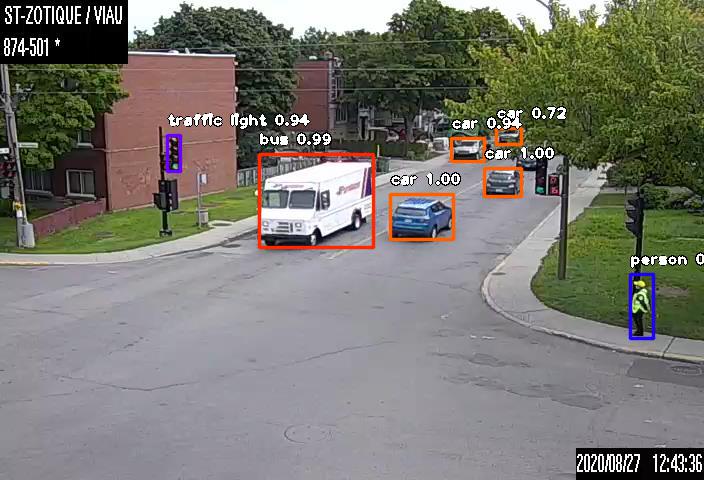 ST-ZOTIQUE / VIAU
874-501 *
traffic light 0.94
bus 0.99
car 1.00
car 0.94
car 0.72
car 1.00
person 0
2020/08/27 12:43:36